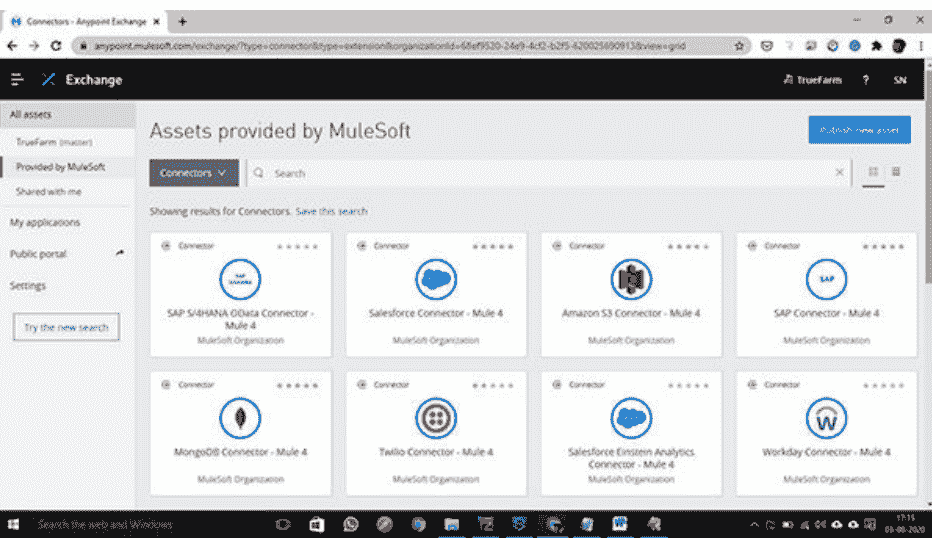 Connectors - Anypoint Exchange
Exchange
TrueFarm
?
SN
All assets
TrueFarm (master)
Provided by MuleSoft
Shared with me
My applications
Public portal
Settings
Try the new search
Assets provided by MuleSoft
Publish new asset
Connectors
Search
Showing results for Connectors. Save this search
Connector
SAP S/4HANA OData Connector -
Mule 4
MuleSoft Organization
Connector
Salesforce Connector - Mule 4
MuleSoft Organization
Connector
Amazon S3 Connector - Mule 4
MuleSoft Organization
Connector
SAP
SAP Connector - Mule 4
MuleSoft Organization
Connector
MongoDB Connector - Mule 4
MuleSoft Organization
Connector
Twilio Connector - Mule 4
MuleSoft Organization
Connector
Salesforce Einstein Analytics
Connector - Mule 4
MuleSoft Organization
Connector
Workday Connector - Mule 4
MuleSoft Organization
Search the web and Windows
17:15